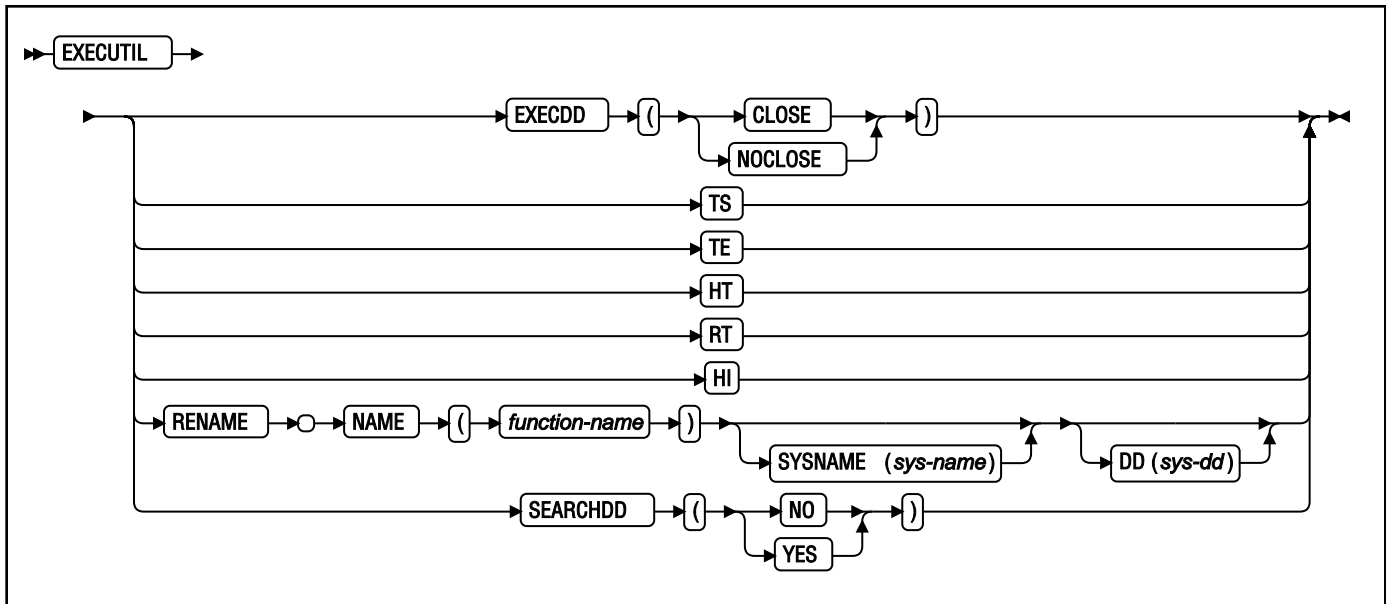 EXECUTIL
EXECDD ( CLOSE )
NOCLOSE
TS
TE
HT
RT
HI
RENAME NAME ( function-name )
SYSNAME (sys-name) DD (sys-dd)
SEARCHDD ( NO )
YES